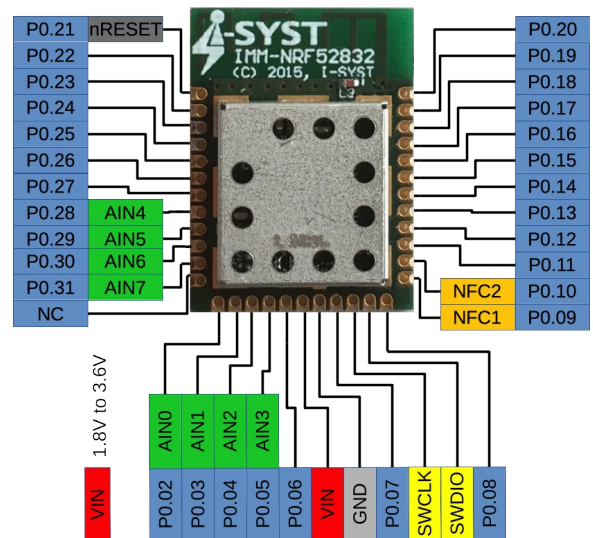 P0.21 nRESET
P0.22
P0.23
P0.24
P0.25
P0.26
P0.27
P0.28 AIN4
P0.29 AIN5
P0.30 AIN6
P0.31 AIN7
NC
i-SYST
IMM-NRF52832
(C) 2015, I-SYST
L3
P0.20
P0.19
P0.18
P0.17
P0.16
P0.15
P0.14
P0.13
P0.12
P0.11
NFC2 P0.10
NFC1 P0.09
1.8V to 3.6V
VIN
AIN0 AIN1 AIN2 AIN3
P0.02 P0.03 P0.04 P0.05 P0.06 VIN GND P0.07 SWCLK SWDIO P0.08